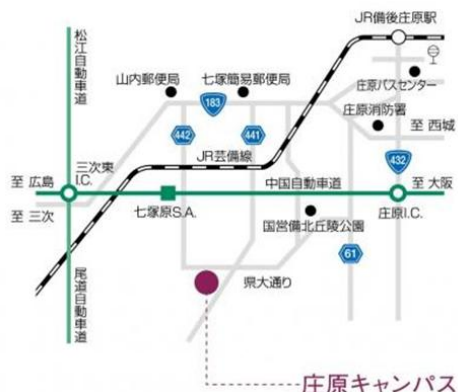 JR備後庄原駅
松江自動車道
山内郵便局
七塚簡易郵便局
庄原バスセンター
183
庄原消防署
442
441
至 西城
JR芸備線
432
三次東
I.C.
至 広島
中国自動車道
至 大阪
至 三次
七塚原S.A.
庄原I.C.
国営備北丘陵公園
61
尾道自動車道
県大通り
庄原キャンパス